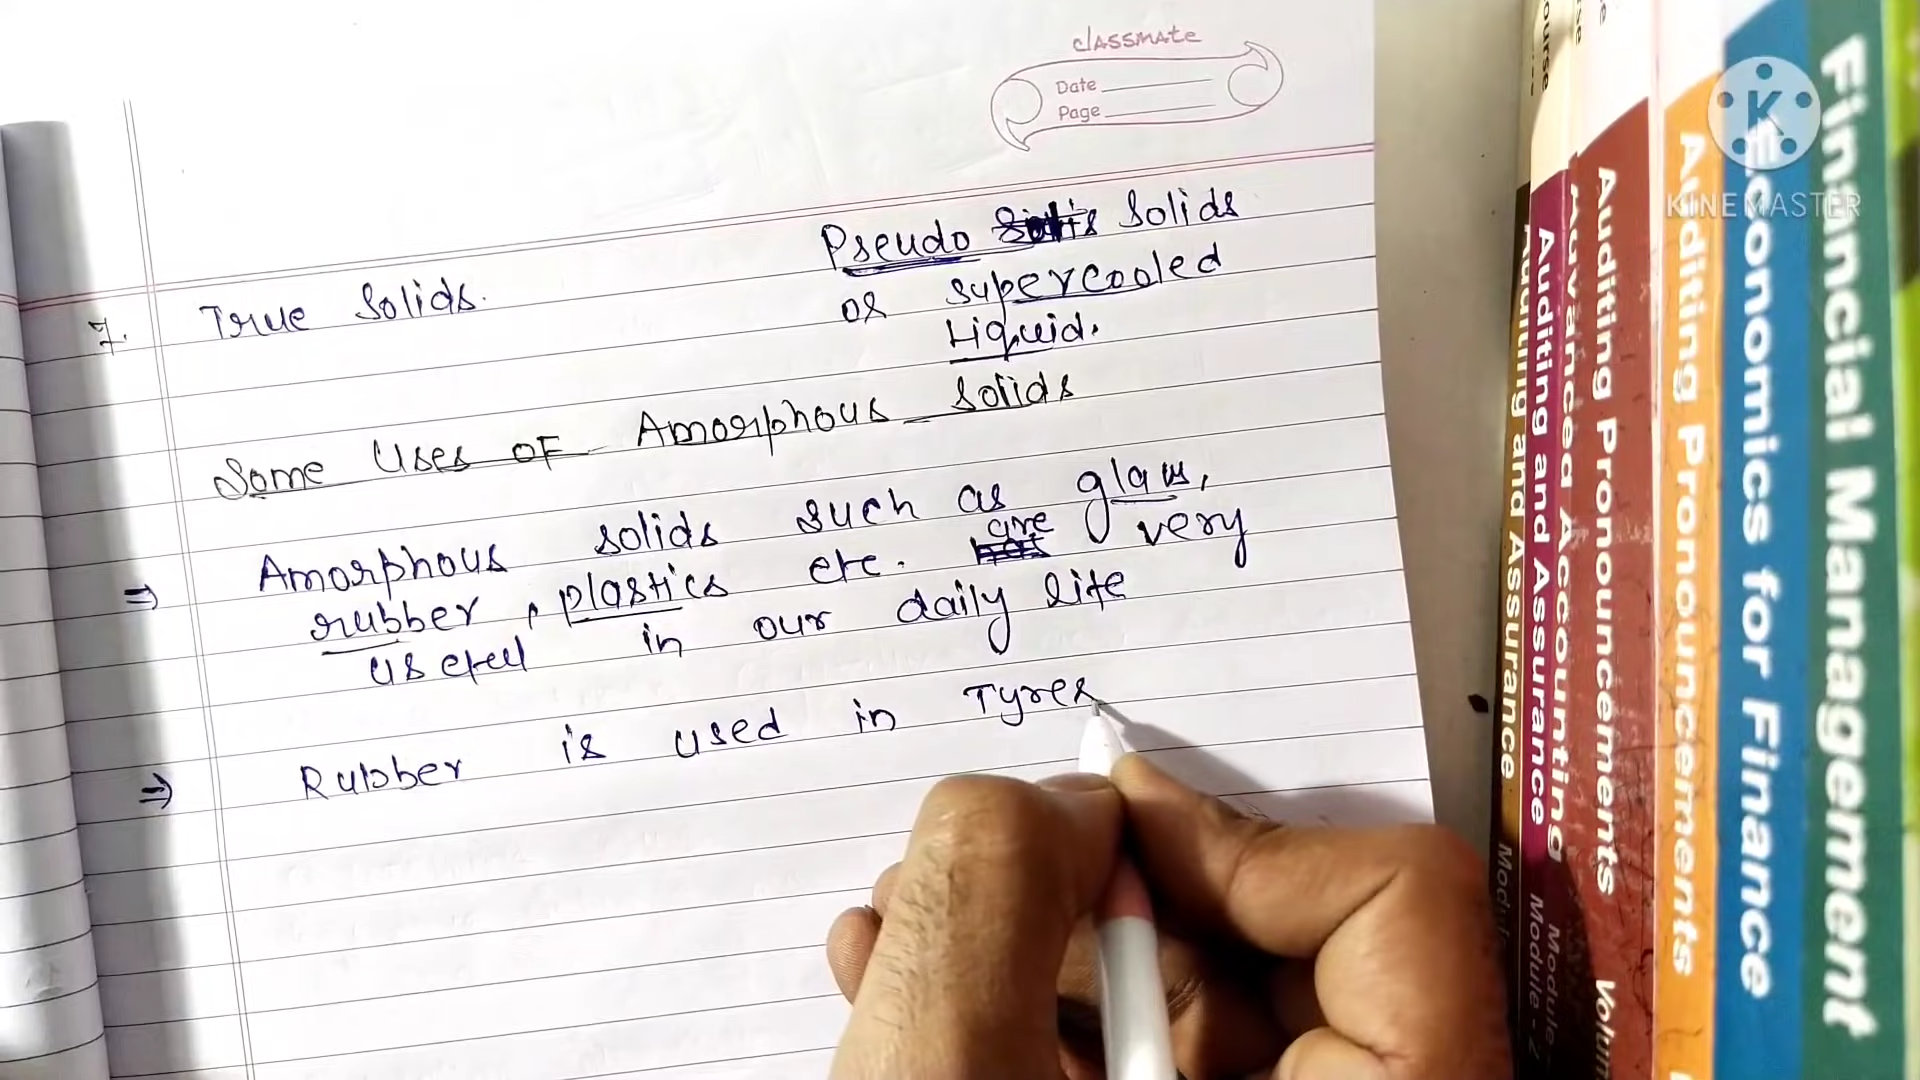 classmate
Date
Page
Pseudo Solids
7. True Solids.
or supercooled
Liquid.
Some Uses OF Amorphous solids
⇒ Amorphous solids such as glass,
rubber, plastics etc. are very
useful in our daily life
⇒ Rubber is used in Tyres
KINEMASTER
Financial Management
Economics for Finance
Auditing Pronouncements
Auditing Pronouncements
Advanced Accounting
Auditing and Assurance
Auditing and Assurance
Module - 2